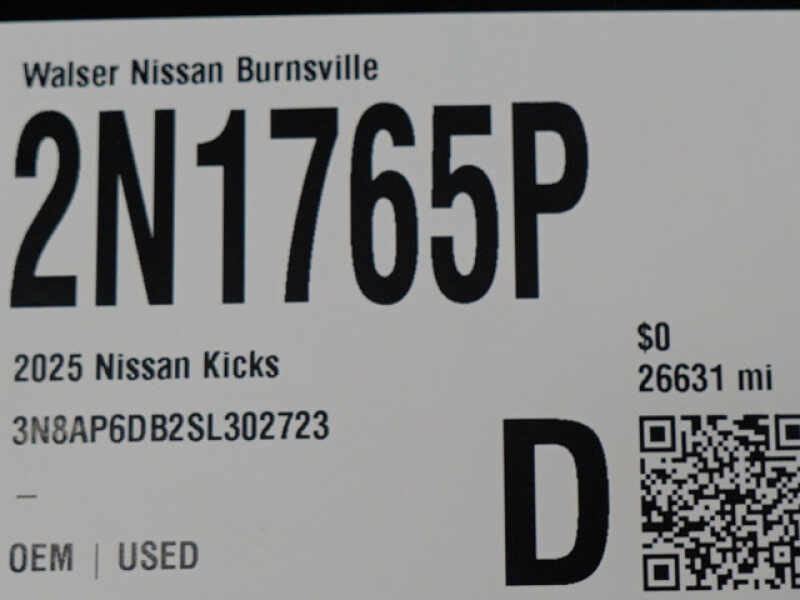 Walser Nissan Burnsville
2N1765P
2025 Nissan Kicks
3N8AP6DB2SL302723
$0
26631 mi
–
D
OEM | USED